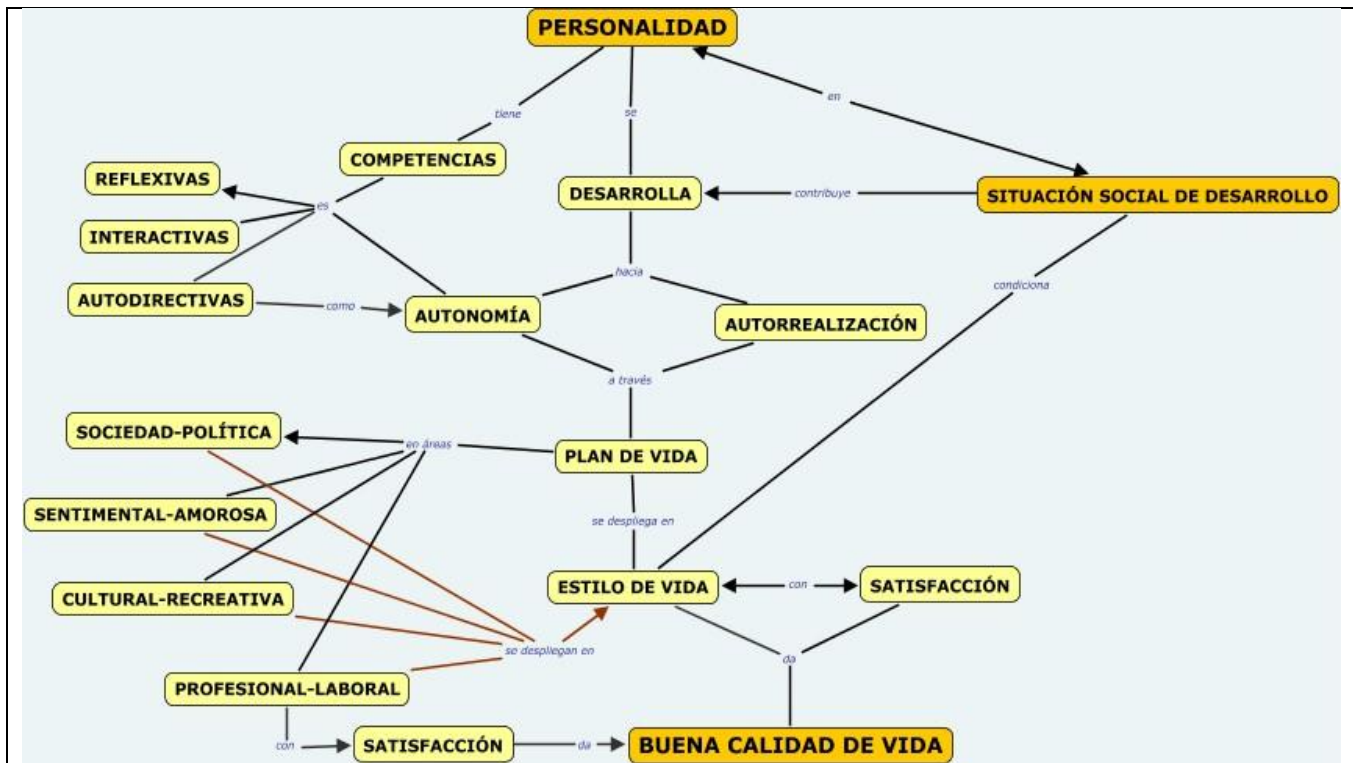 PERSONALIDAD
en
tiene
se
COMPETENCIAS
REFLEXIVAS
DESARROLLA
contribuye
SITUACIÓN SOCIAL DE DESARROLLO
es
INTERACTIVAS
hacia
AUTODIRECTIVAS
como
AUTONOMÍA
AUTORREALIZACIÓN
condiciona
a través
SOCIEDAD-POLÍTICA
en áreas
PLAN DE VIDA
SENTIMENTAL-AMOROSA
se despliega en
CULTURAL-RECREATIVA
ESTILO DE VIDA
con
SATISFACCIÓN
se despliegan en
da
PROFESIONAL-LABORAL
con
SATISFACCIÓN
da
BUENA CALIDAD DE VIDA